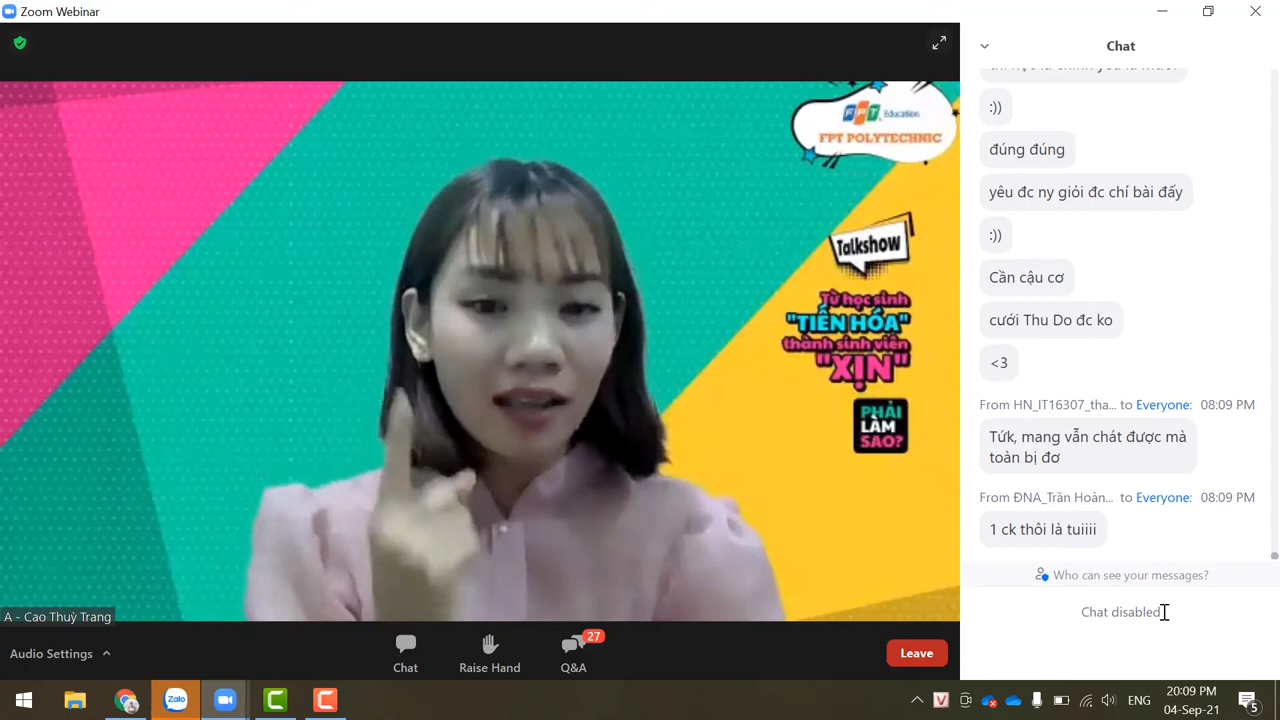 Zoom Webinar
FPT Education
FPT POLYTECHNIC
Talkshow
Từ học sinh
"TIẾN HÓA"
thành sinh viên
"XỊN"
PHẢI
LÀM
SAO?
A - Cao Thuỳ Trang
Audio Settings
Chat
Raise Hand
27
Q&A
Leave
Chat
:))
đúng đúng
yêu đc ny giỏi đc chỉ bài đấy
:))
Cần cậu cơ
cưới Thu Do đc ko
<3
From HN_IT16307_tha... to Everyone: 08:09 PM
Tứk, mang vẫn chát được mà
toàn bị đơ
From ĐNA_Trần Hoàn... to Everyone: 08:09 PM
1 ck thôi là tuiiii
Who can see your messages?
Chat disabled
Zalo
ENG
20:09 PM
04-Sep-21
5